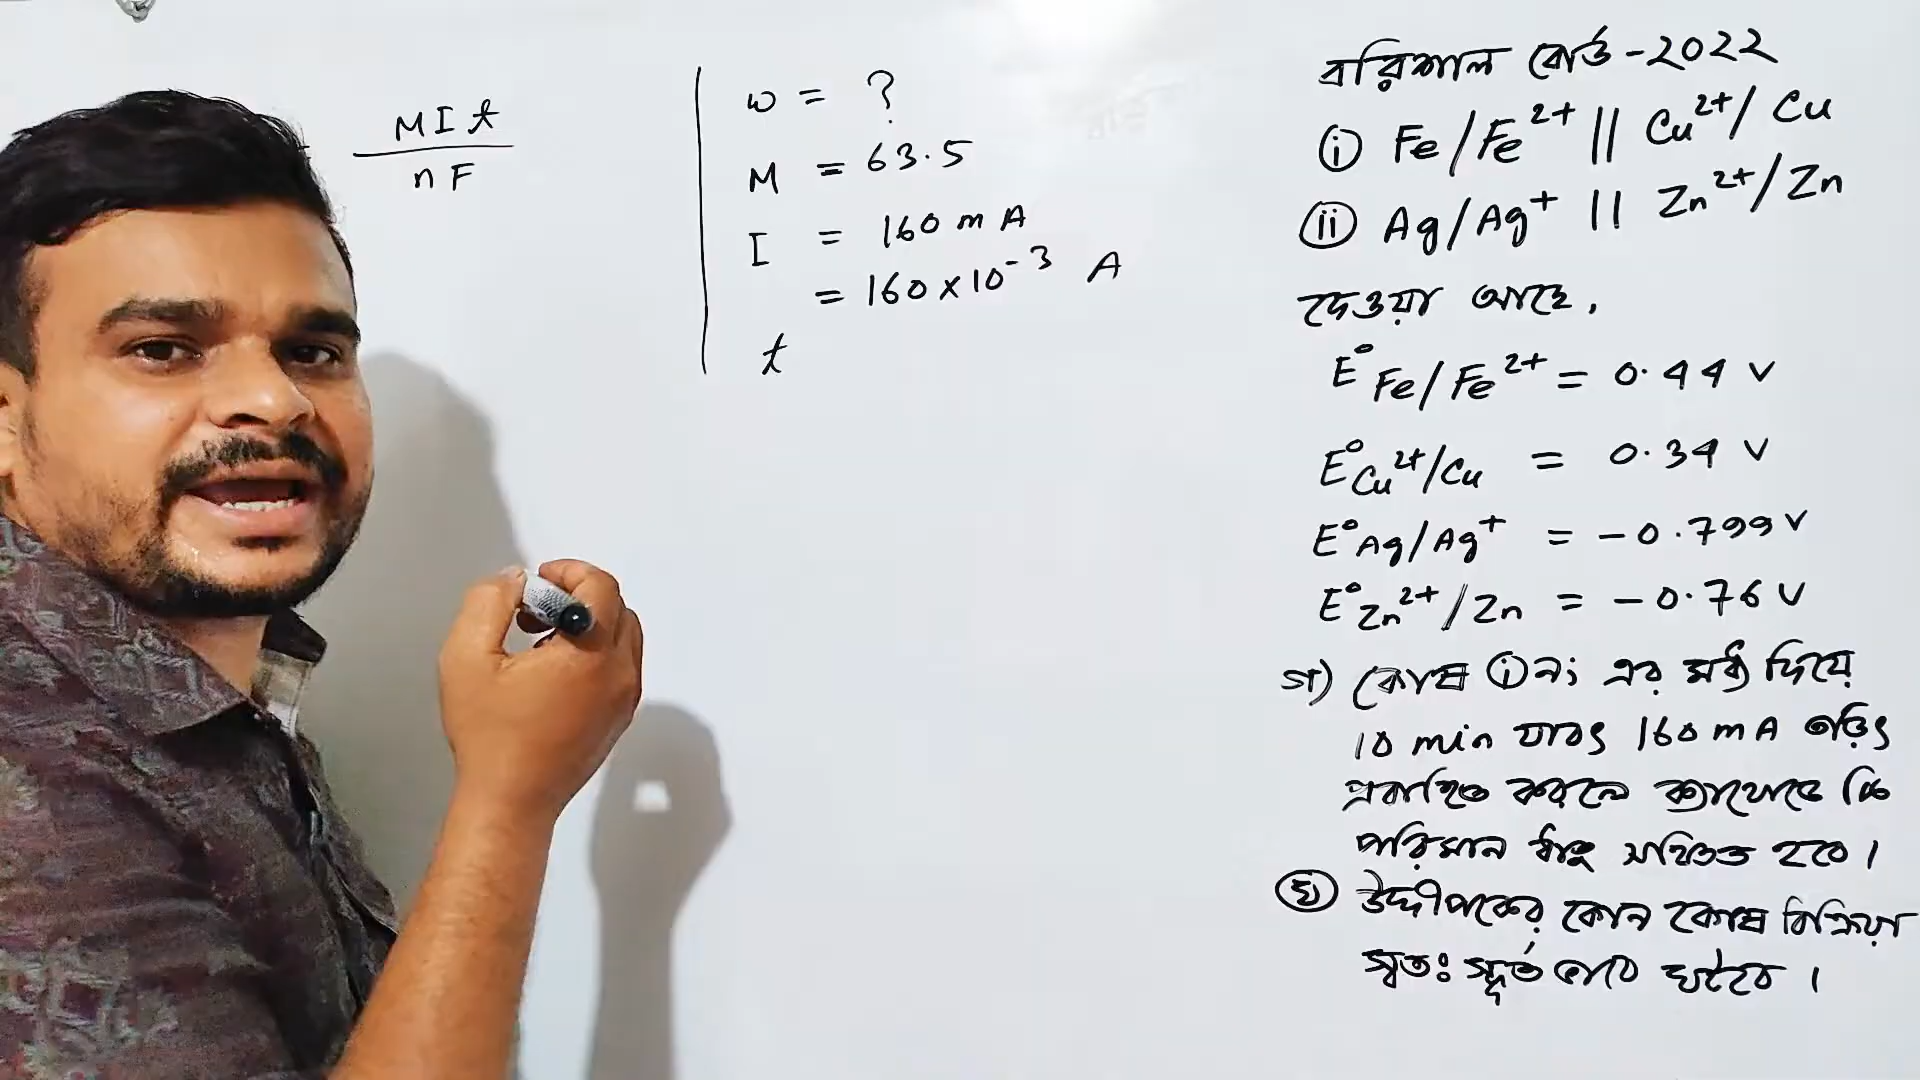 MIt
nF
w = ?
M = 63.5
I = 160 mA
= 160×10⁻³ A
t
বরিশাল বোর্ড-2022
(i) Fe/Fe²⁺ || Cu²⁺/Cu
(ii) Ag/Ag⁺ || Zn²⁺/Zn
দেওয়া আছে,
E° Fe/Fe²⁺ = 0.44 V
E° Cu²⁺/Cu = 0.34 V
E° Ag/Ag⁺ = -0.799 V
E° Zn²⁺/Zn = -0.76 V
গ) কোষ (i) নং এর মধ্য দিয়ে
10 min যাবৎ 160 mA তড়িৎ
প্রবাহিত করলে ক্যাথোডে কি
পরিমান ধাতু সঞ্চিত হবে।
(ঘ) উদ্দীপকের কোন কোষ বিক্রিয়া
স্বতঃস্ফূর্ত ভাবে ঘটবে।